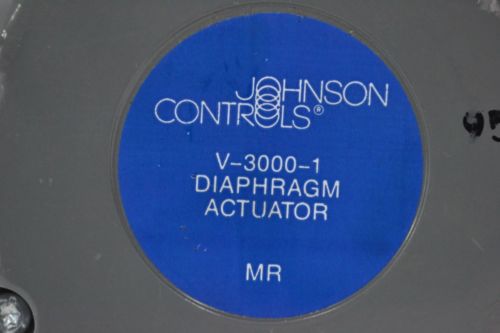 JOHNSON
CONTROLS®
V-3000-1
DIAPHRAGM
ACTUATOR
MR